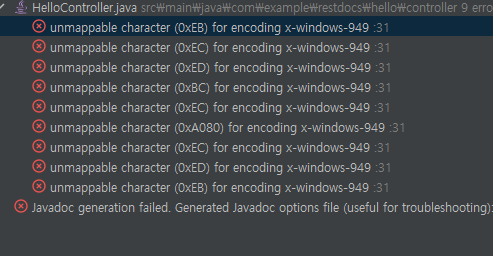 HelloController.java src₩main₩java₩com₩example₩restdocs₩hello₩controller 9 erro
unmappable character (0xEB) for encoding x-windows-949 :31
unmappable character (0xEC) for encoding x-windows-949 :31
unmappable character (0xED) for encoding x-windows-949 :31
unmappable character (0xBC) for encoding x-windows-949 :31
unmappable character (0xEC) for encoding x-windows-949 :31
unmappable character (0xA080) for encoding x-windows-949 :31
unmappable character (0xEC) for encoding x-windows-949 :31
unmappable character (0xED) for encoding x-windows-949 :31
unmappable character (0xEB) for encoding x-windows-949 :31
Javadoc generation failed. Generated Javadoc options file (useful for troubleshooting):